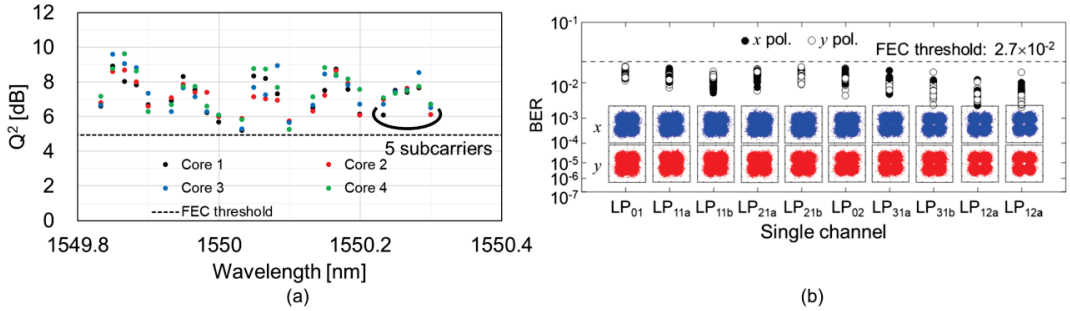 12
10
8
6
4
2
0
Q² [dB]
5 subcarriers
Core 1
Core 2
Core 3
Core 4
FEC threshold
1549.8
1550
1550.2
1550.4
Wavelength [nm]
(a)
10⁻¹
10⁻²
10⁻³
10⁻⁴
10⁻⁵
10⁻⁶
10⁻⁷
BER
x pol.
y pol.
FEC threshold: 2.7×10⁻²
x
y
LP₀₁
LP₁₁ₐ
LP₁₁b
LP₂₁ₐ
LP₂₁b
LP₀₂
LP₃₁ₐ
LP₃₁b
LP₁₂ₐ
LP₁₂ₐ
Single channel
(b)